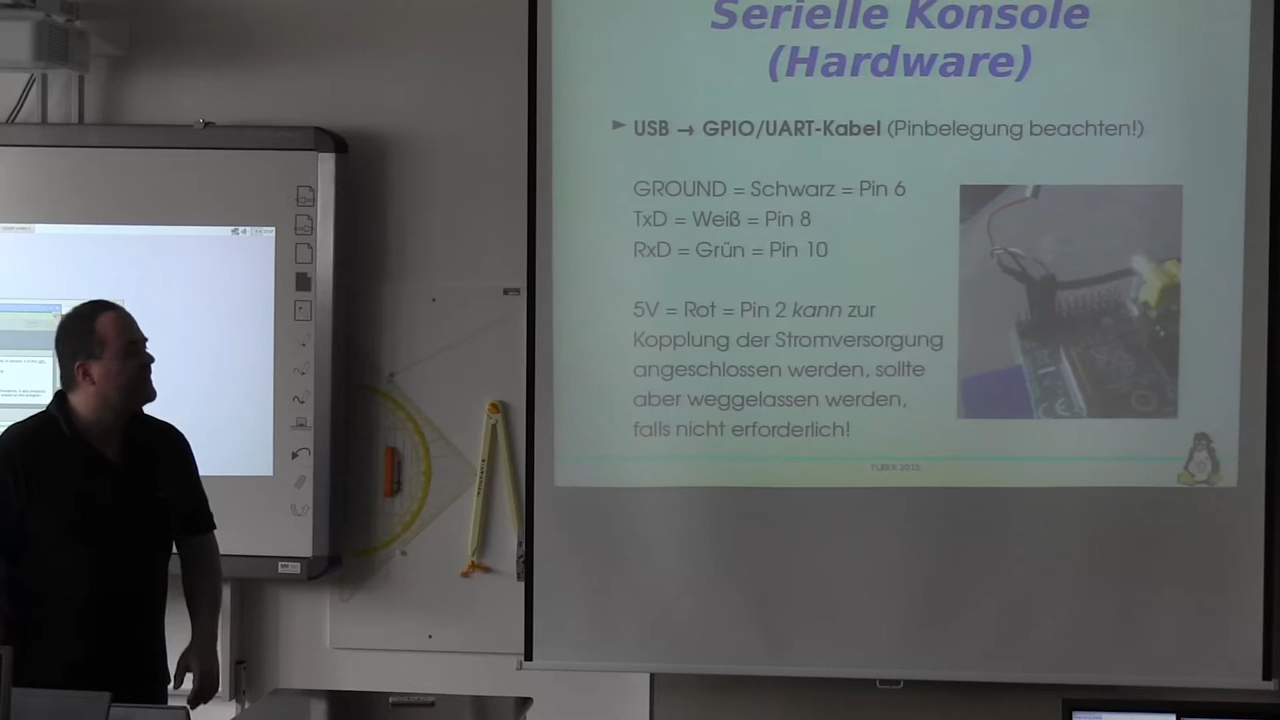 Serielle Konsole
(Hardware)
USB → GPIO/UART-Kabel (Pinbelegung beachten!)
GROUND = Schwarz = Pin 6
TxD = Weiß = Pin 8
RxD = Grün = Pin 10
5V = Rot = Pin 2 kann zur
Kopplung der Stromversorgung
angeschlossen werden, sollte
aber weggelassen werden,
falls nicht erforderlich!